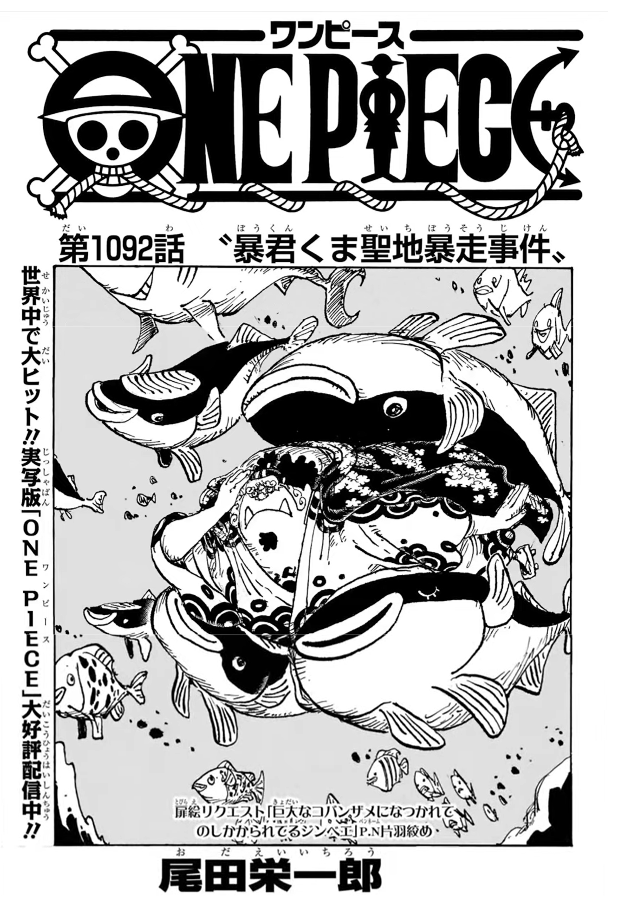 ワンピース
ONE PIECE
第1092話 〝暴君くま聖地暴走事件〟
世界中で大ヒット!!実写版「ONE PIECE」大好評配信中!!
扉絵リクエスト「巨大なコバンザメになつかれて
のしかかられてるジンベエ」P.N片羽絞め
尾田栄一郎